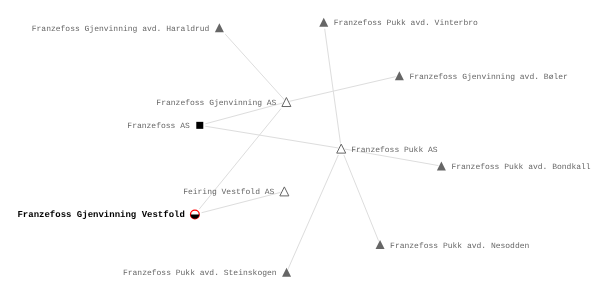 Franzefoss Pukk avd. Vinterbro
Franzefoss Gjenvinning avd. Haraldrud
Franzefoss Gjenvinning avd. Bøler
Franzefoss Gjenvinning AS
Franzefoss AS
Franzefoss Pukk AS
Franzefoss Pukk avd. Bondkall
Feiring Vestfold AS
Franzefoss Gjenvinning Vestfold
Franzefoss Pukk avd. Nesodden
Franzefoss Pukk avd. Steinskogen